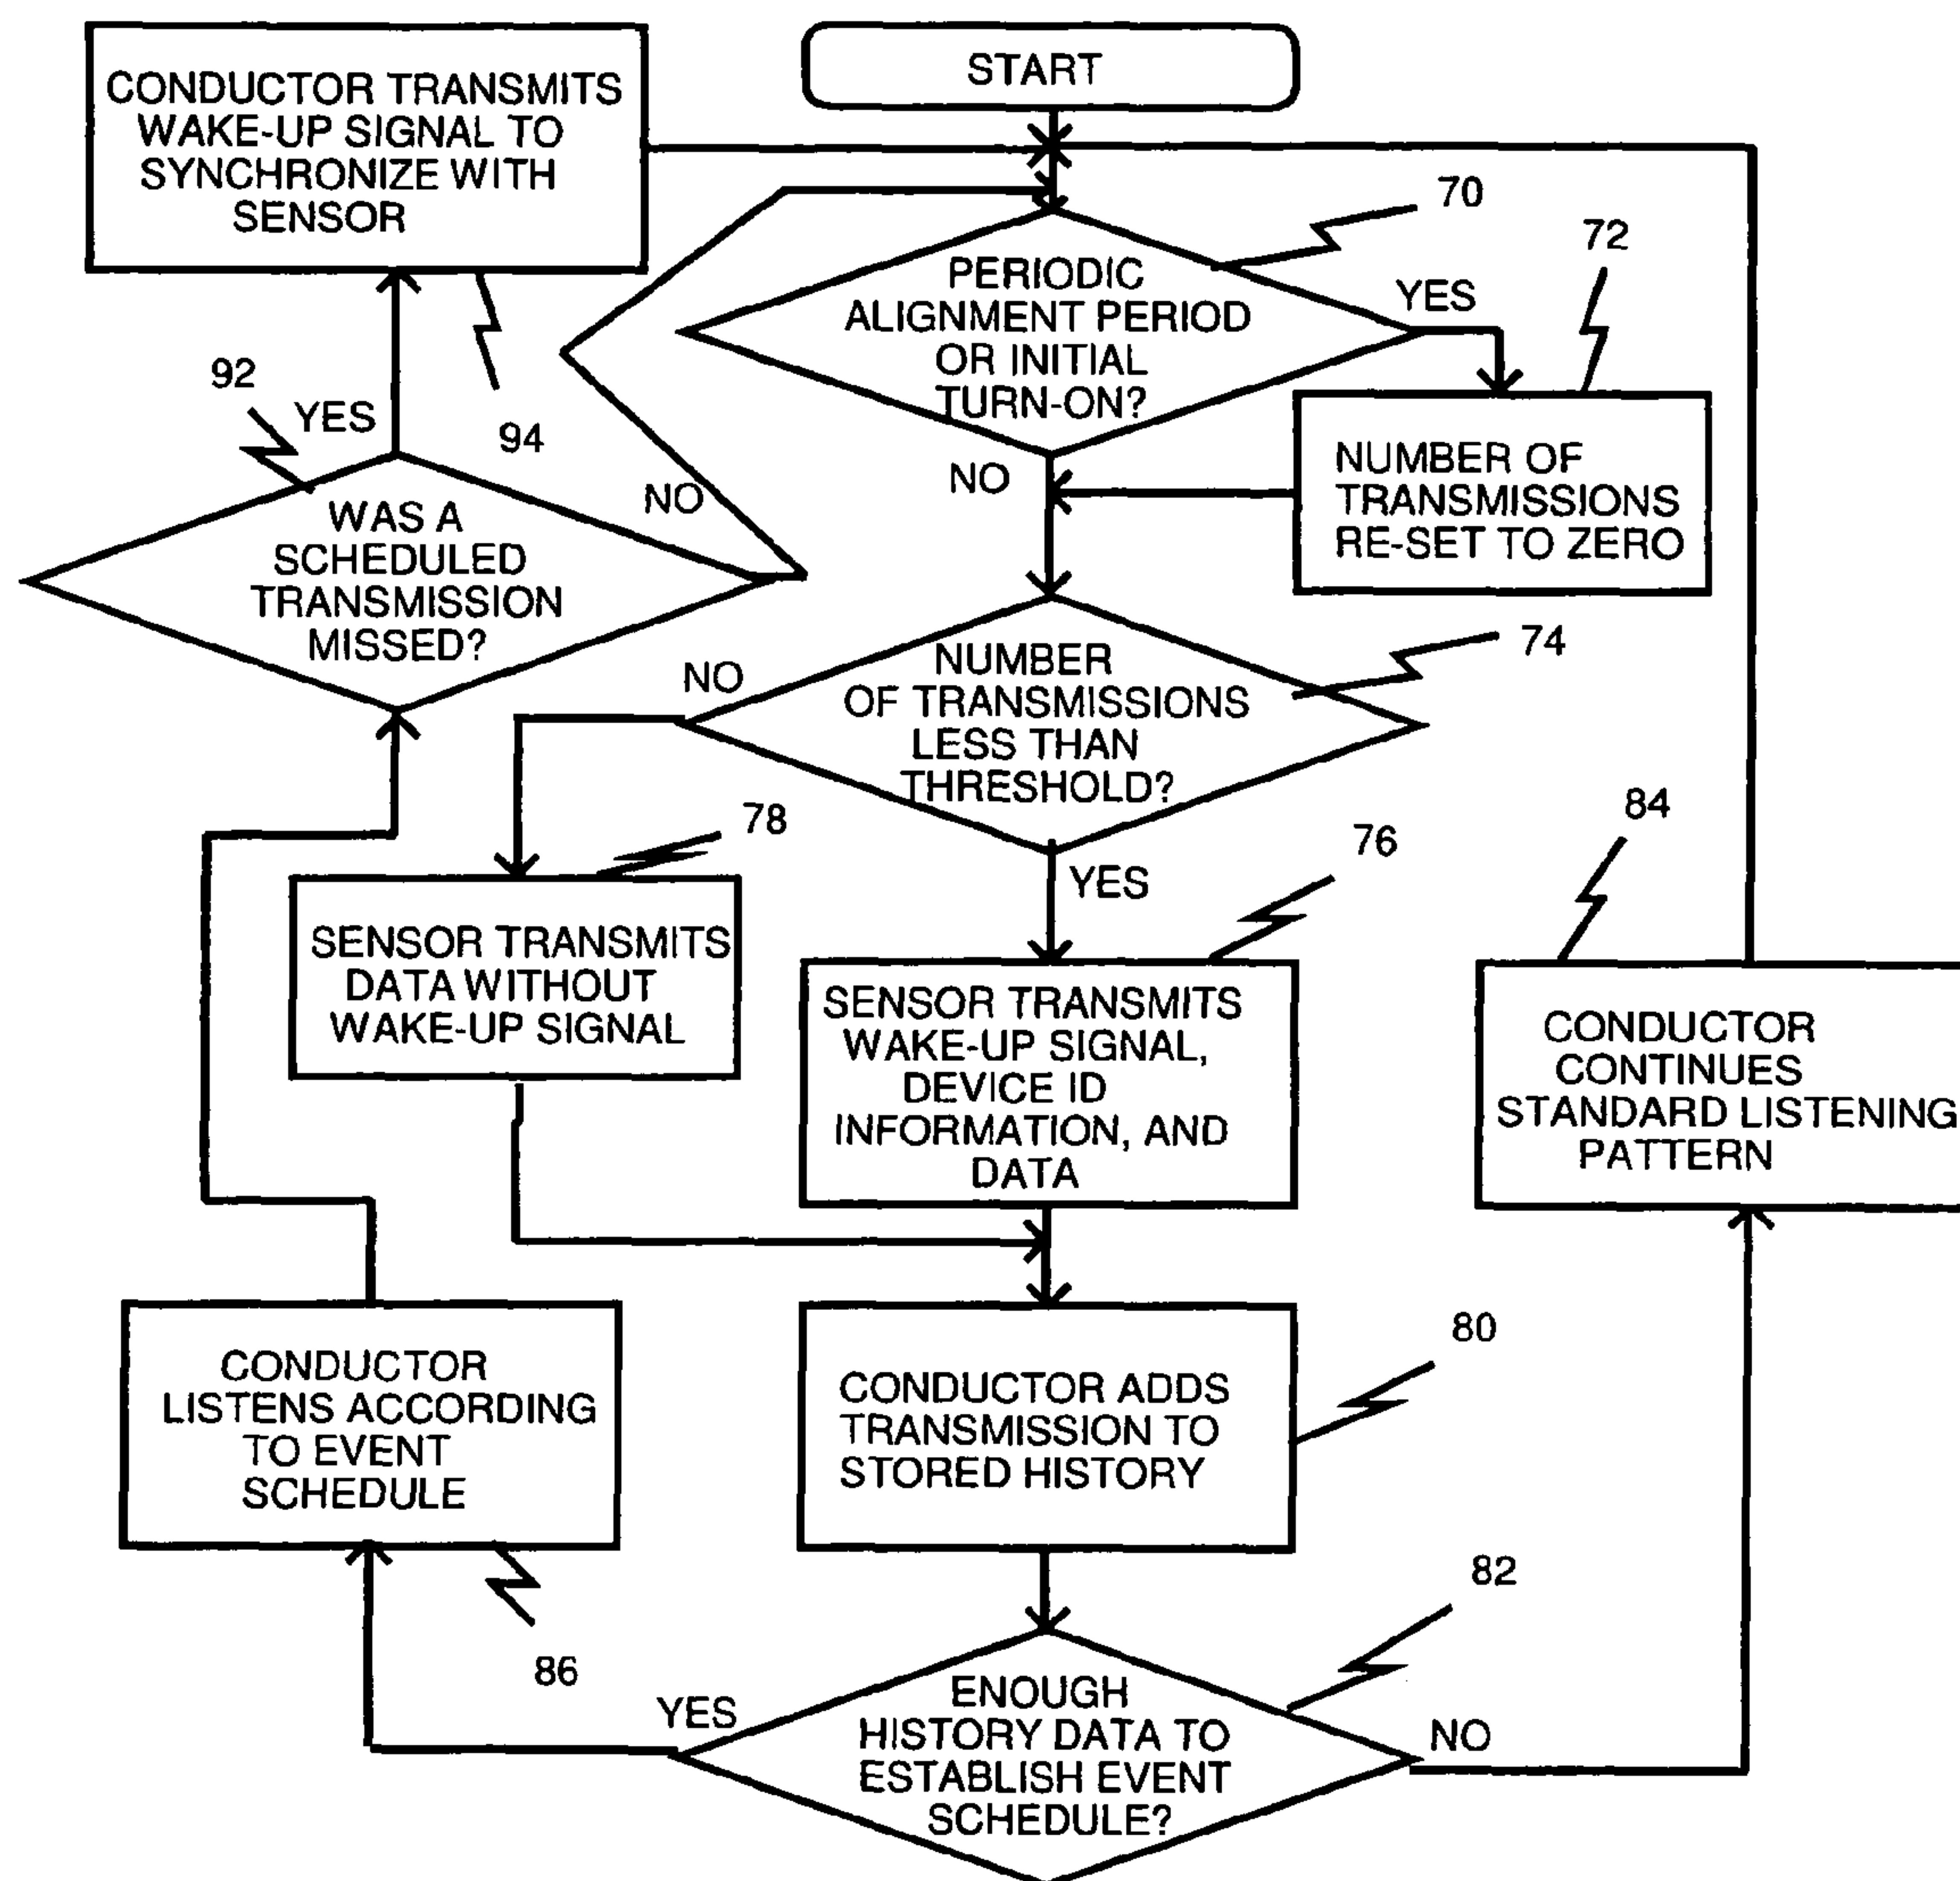 START
CONDUCTOR TRANSMITS
WAKE-UP SIGNAL TO
SYNCHRONIZE WITH
SENSOR
94
70
PERIODIC
ALIGNMENT PERIOD
OR INITIAL
TURN-ON?
YES
NO
72
NUMBER OF
TRANSMISSIONS
RE-SET TO ZERO
92
YES
NO
WAS A
SCHEDULED
TRANSMISSION
MISSED?
74
NUMBER
OF TRANSMISSIONS
LESS THAN
THRESHOLD?
NO
YES
78
SENSOR TRANSMITS
DATA WITHOUT
WAKE-UP SIGNAL
76
SENSOR TRANSMITS
WAKE-UP SIGNAL,
DEVICE ID
INFORMATION, AND
DATA
84
CONDUCTOR
CONTINUES
STANDARD LISTENING
PATTERN
CONDUCTOR
LISTENS ACCORDING
TO EVENT
SCHEDULE
86
80
CONDUCTOR ADDS
TRANSMISSION TO
STORED HISTORY
82
ENOUGH
HISTORY DATA TO
ESTABLISH EVENT
SCHEDULE?
YES
NO